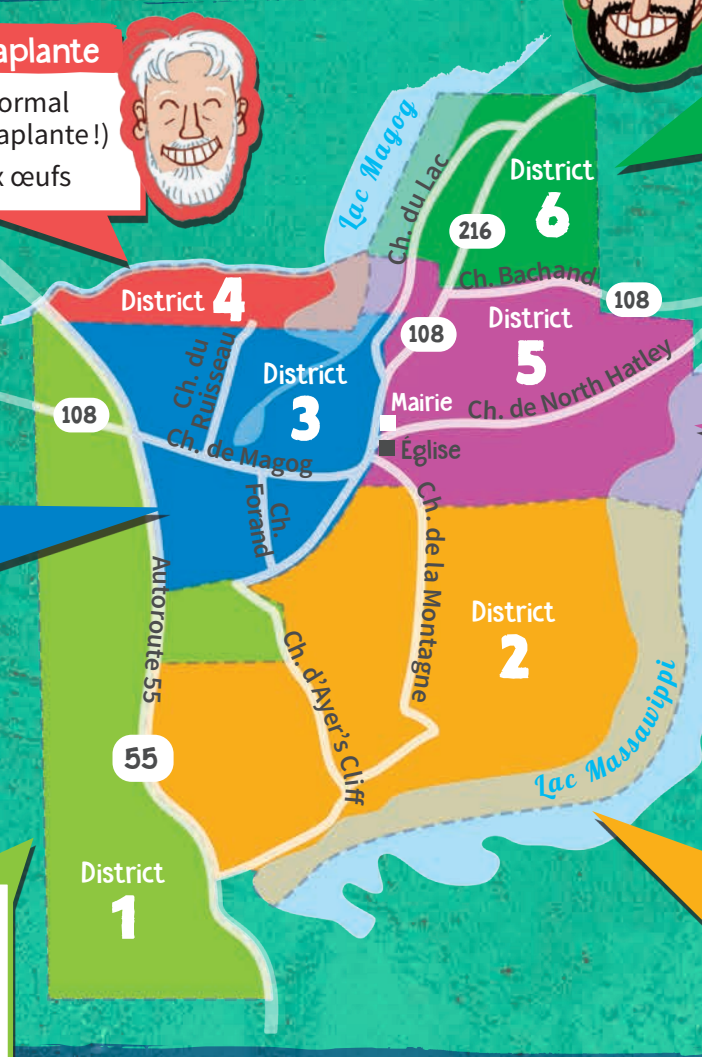 aplante
ormal
aplante !)
x œufs
Lac Magog
Ch. du Lac
District
6
216
Ch. Bachand
108
District 4
108
District
5
Ch. du
Ruisseau
District
3
Mairie
Ch. de North Hatley
108
Ch. de Magog
Église
Ch.
Forand
Ch. de la Montagne
Autoroute 55
District
2
Ch. d'Ayer's Cliff
55
Lac Massawippi
District
1